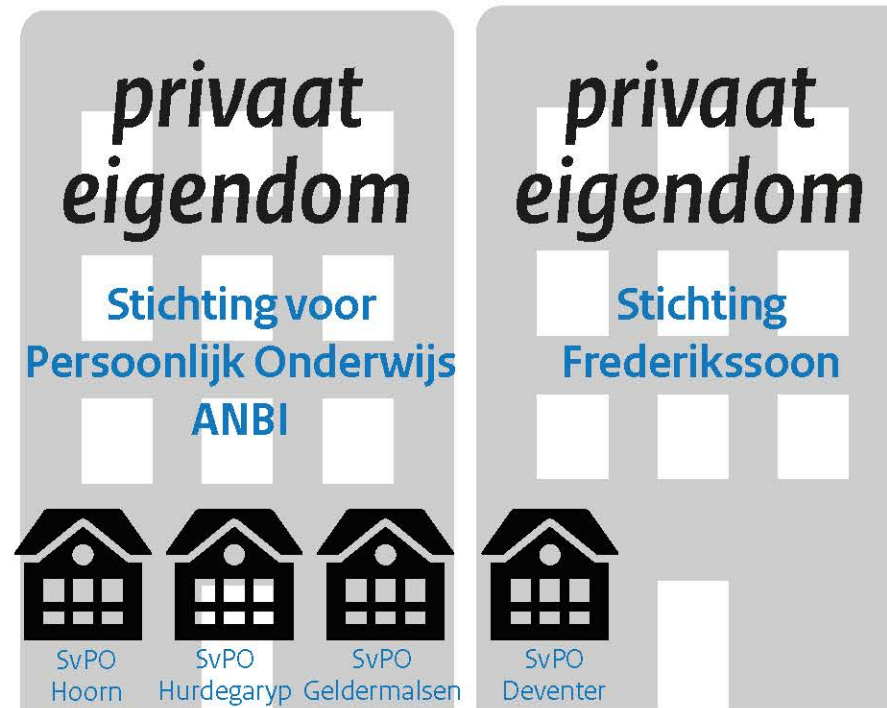 privaat
eigendom
Stichting voor
Persoonlijk Onderwijs
ANBI
privaat
eigendom
Stichting
Frederikssoon
SvPO
Hoorn
SvPO
Hurdegaryp
SvPO
Geldermalsen
SvPO
Deventer